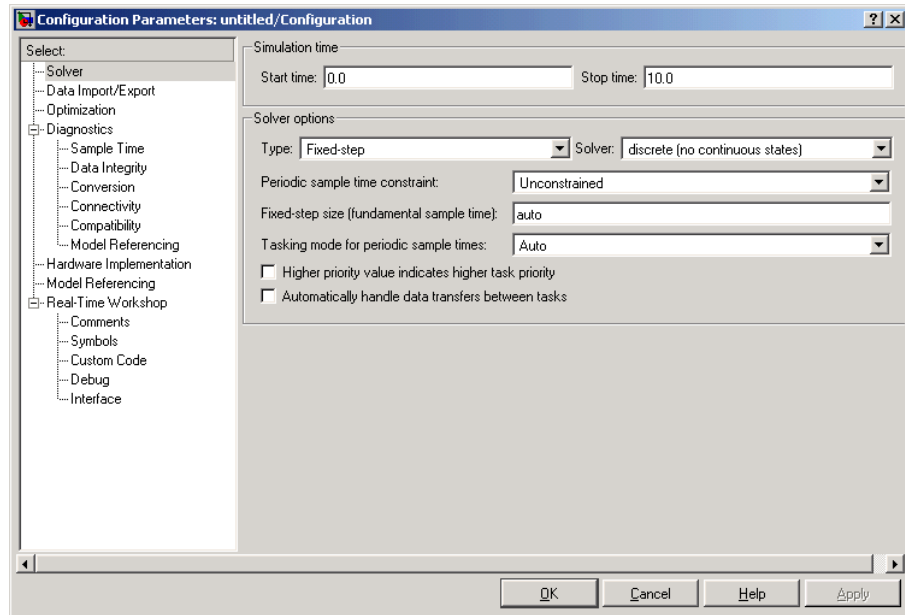 Configuration Parameters: untitled/Configuration
Select:
Solver
Data Import/Export
Optimization
Diagnostics
Sample Time
Data Integrity
Conversion
Connectivity
Compatibility
Model Referencing
Hardware Implementation
Model Referencing
Real-Time Workshop
Comments
Symbols
Custom Code
Debug
Interface
Simulation time
Start time: 0.0 Stop time: 10.0
Solver options
Type: Fixed-step Solver: discrete (no continuous states)
Periodic sample time constraint: Unconstrained
Fixed-step size (fundamental sample time): auto
Tasking mode for periodic sample times: Auto
Higher priority value indicates higher task priority
Automatically handle data transfers between tasks
OK Cancel Help Apply